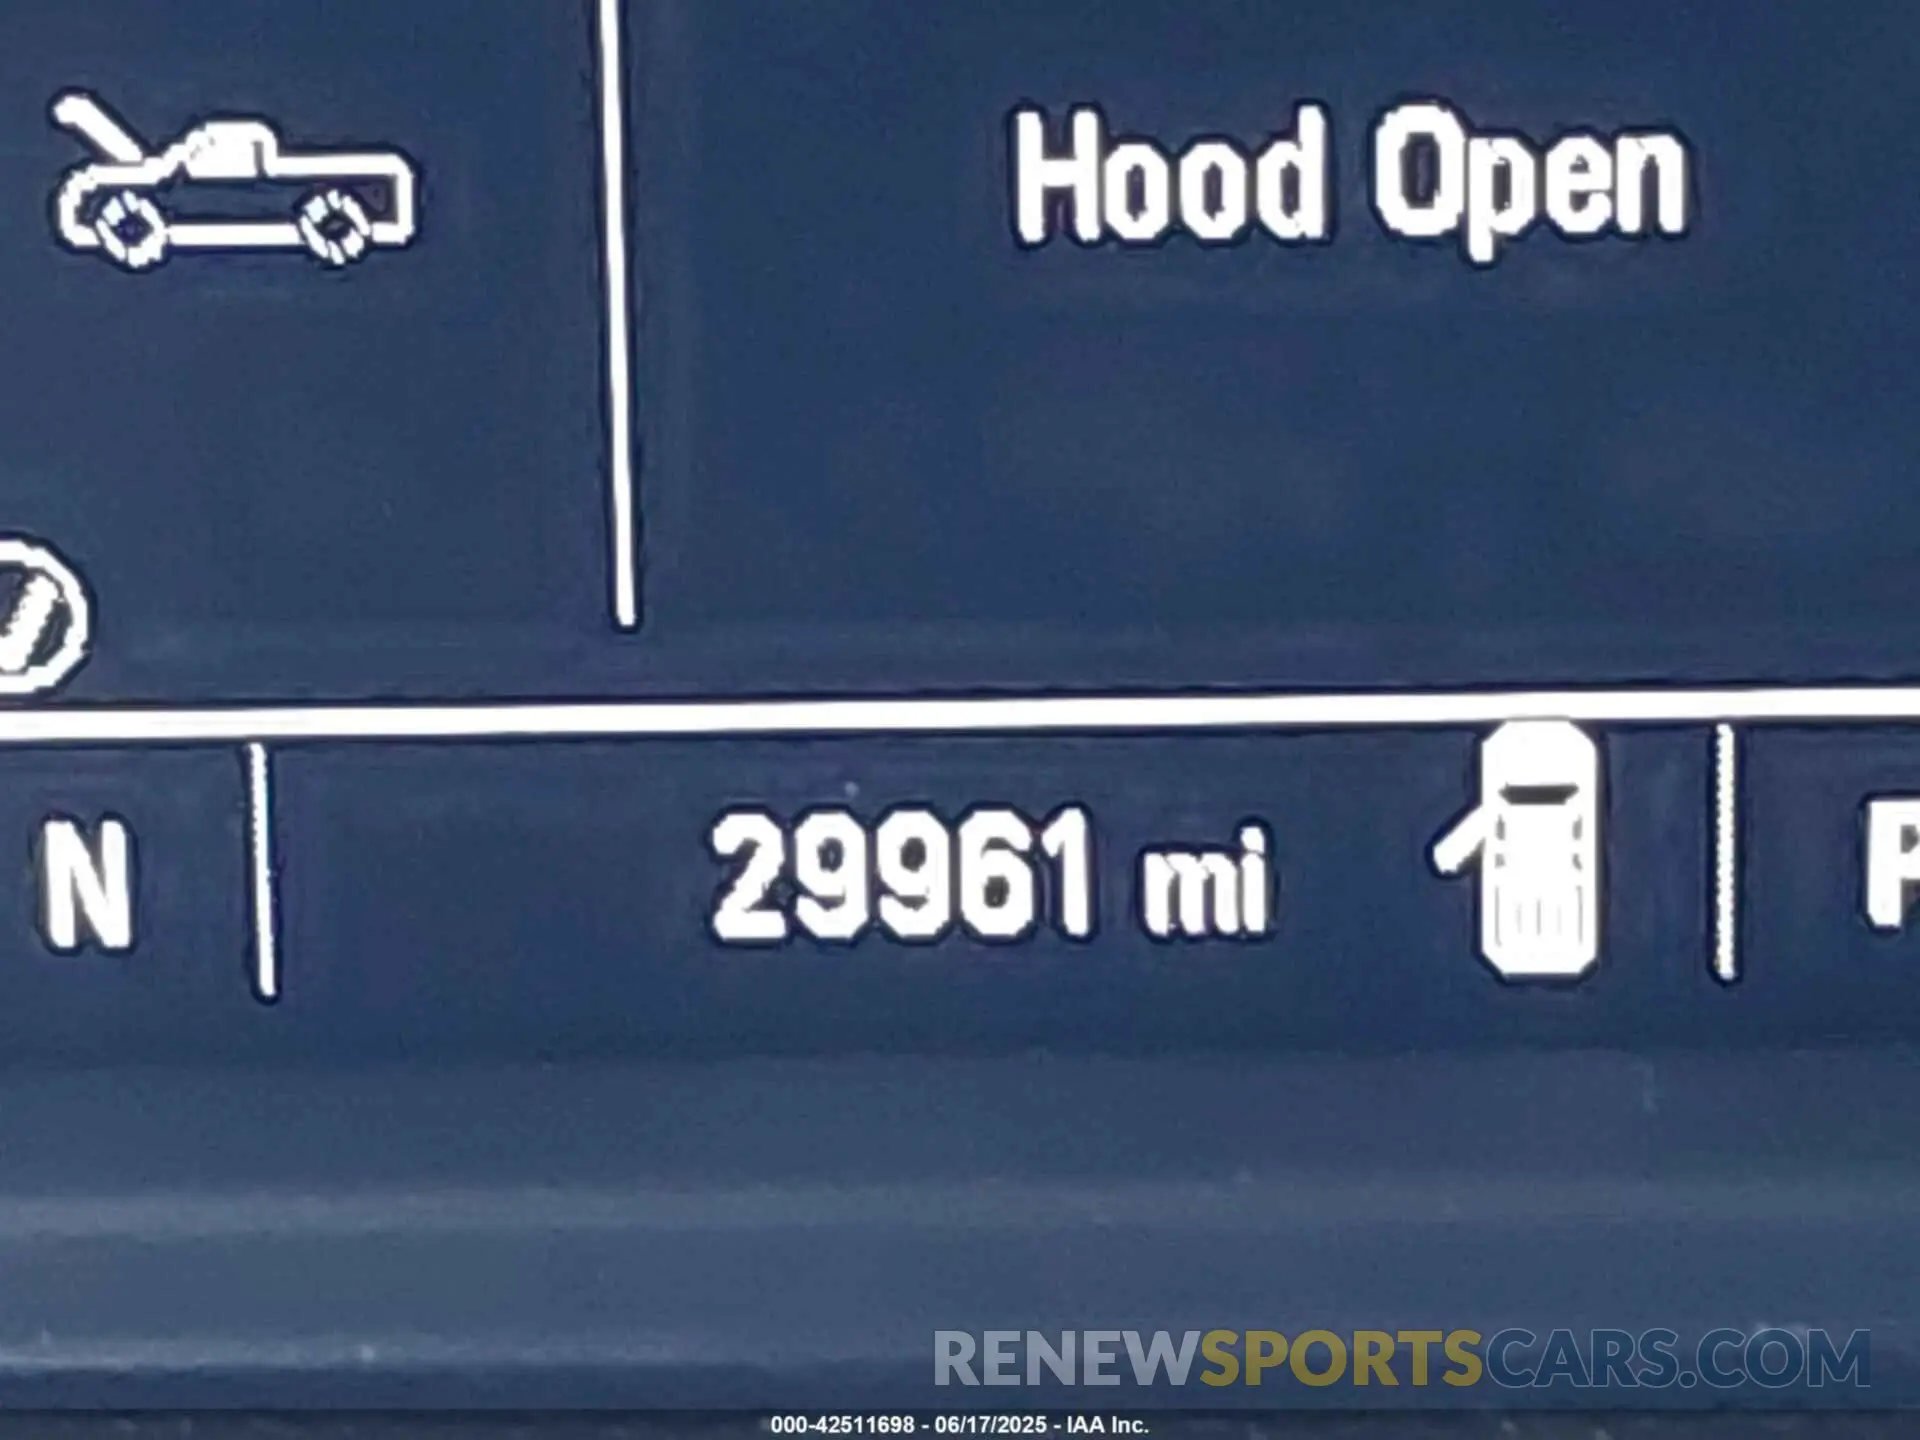 Hood Open
N 29961 mi P
RENEWSPORTSCARS.COM
000-42511698 - 06/17/2025 - IAA Inc.